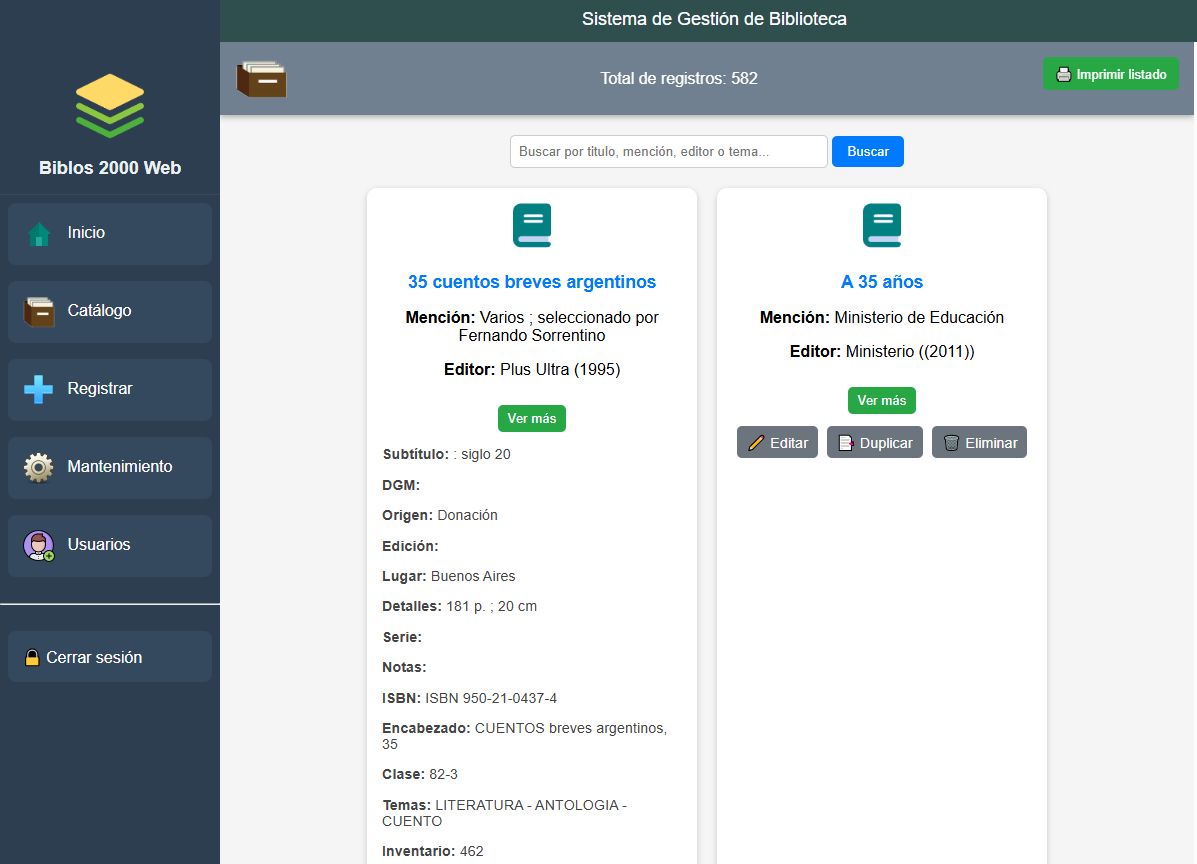 Sistema de Gestión de Biblioteca
Biblos 2000 Web
Inicio
Catálogo
Registrar
Mantenimiento
Usuarios
Cerrar sesión
Total de registros: 582
Imprimir listado
Buscar por título, mención, editor o tema...
Buscar
35 cuentos breves argentinos
Mención: Varios ; seleccionado por
Fernando Sorrentino
Editor: Plus Ultra (1995)
Ver más
Subtítulo: : siglo 20
DGM:
Origen: Donación
Edición:
Lugar: Buenos Aires
Detalles: 181 p. ; 20 cm
Serie:
Notas:
ISBN: ISBN 950-21-0437-4
Encabezado: CUENTOS breves argentinos,
35
Clase: 82-3
Temas: LITERATURA - ANTOLOGIA -
CUENTO
Inventario: 462
A 35 años
Mención: Ministerio de Educación
Editor: Ministerio ((2011))
Ver más
Editar
Duplicar
Eliminar